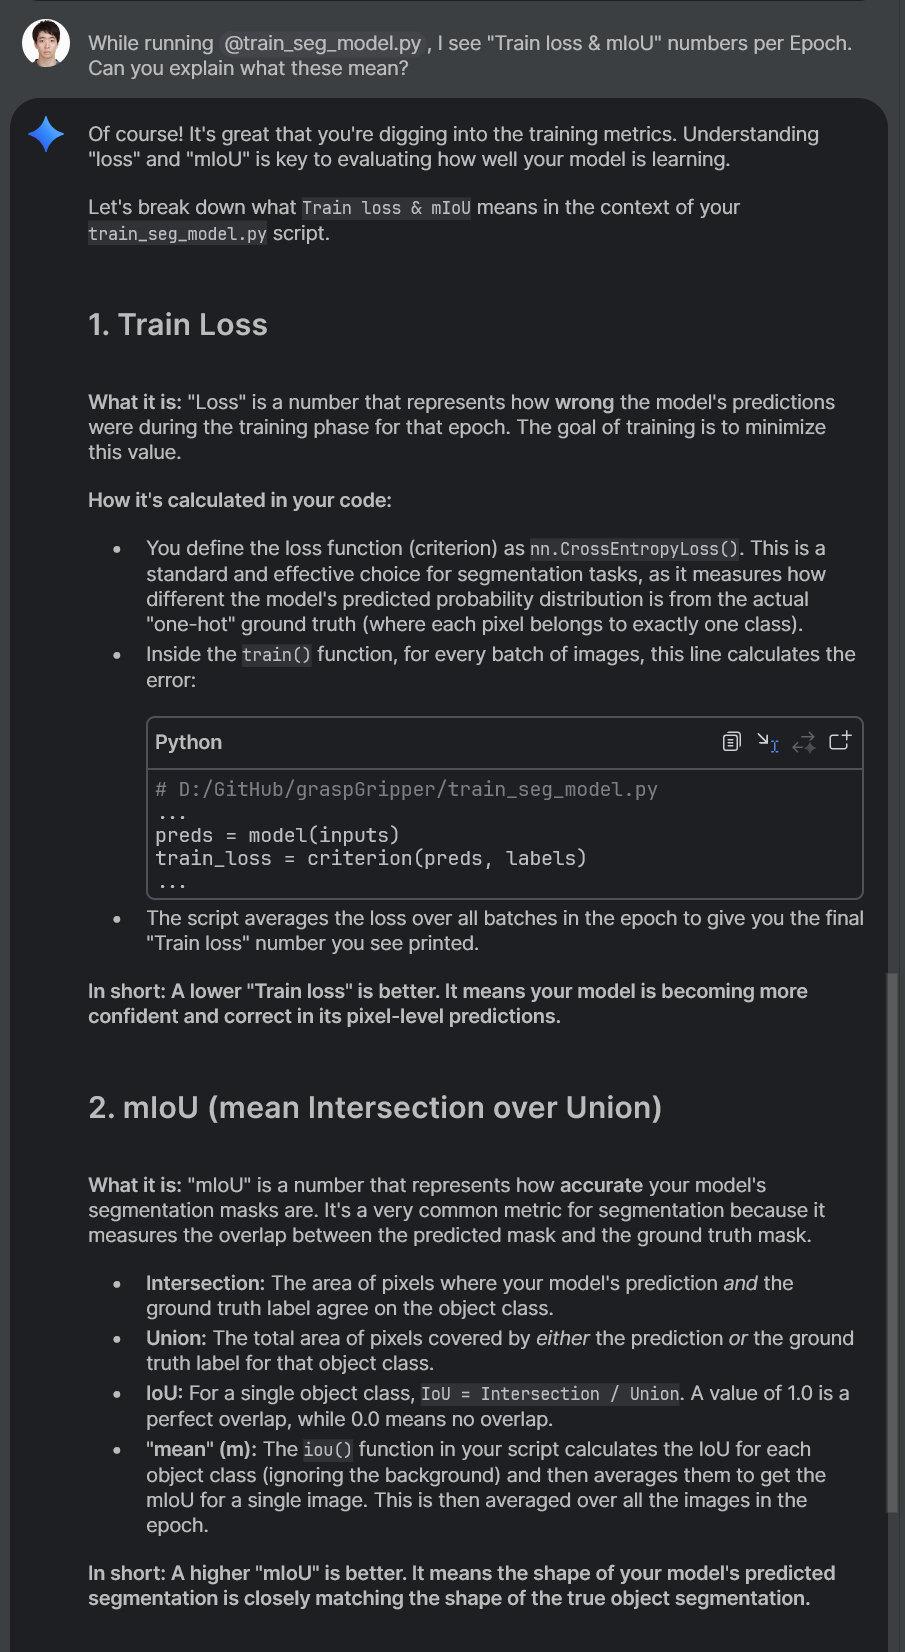 While running @train_seg_model.py , I see "Train loss & mIoU" numbers per Epoch.
Can you explain what these mean?
Of course! It's great that you're digging into the training metrics. Understanding
"loss" and "mIoU" is key to evaluating how well your model is learning.
Let's break down what Train loss & mIoU means in the context of your
train_seg_model.py script.
1. Train Loss
What it is: "Loss" is a number that represents how wrong the model's predictions
were during the training phase for that epoch. The goal of training is to minimize
this value.
How it's calculated in your code:
• You define the loss function (criterion) as nn.CrossEntropyLoss(). This is a
standard and effective choice for segmentation tasks, as it measures how
different the model's predicted probability distribution is from the actual
"one-hot" ground truth (where each pixel belongs to exactly one class).
• Inside the train() function, for every batch of images, this line calculates the
error:
Python
# D:/GitHub/graspGripper/train_seg_model.py
...
preds = model(inputs)
train_loss = criterion(preds, labels)
...
• The script averages the loss over all batches in the epoch to give you the final
"Train loss" number you see printed.
In short: A lower "Train loss" is better. It means your model is becoming more
confident and correct in its pixel-level predictions.
2. mIoU (mean Intersection over Union)
What it is: "mIoU" is a number that represents how accurate your model's
segmentation masks are. It's a very common metric for segmentation because it
measures the overlap between the predicted mask and the ground truth mask.
• Intersection: The area of pixels where your model's prediction and the
ground truth label agree on the object class.
• Union: The total area of pixels covered by either the prediction or the ground
truth label for that object class.
• IoU: For a single object class, IoU = Intersection / Union. A value of 1.0 is a
perfect overlap, while 0.0 means no overlap.
• "mean" (m): The iou() function in your script calculates the IoU for each
object class (ignoring the background) and then averages them to get the
mIoU for a single image. This is then averaged over all the images in the
epoch.
In short: A higher "mIoU" is better. It means the shape of your model's predicted
segmentation is closely matching the shape of the true object segmentation.